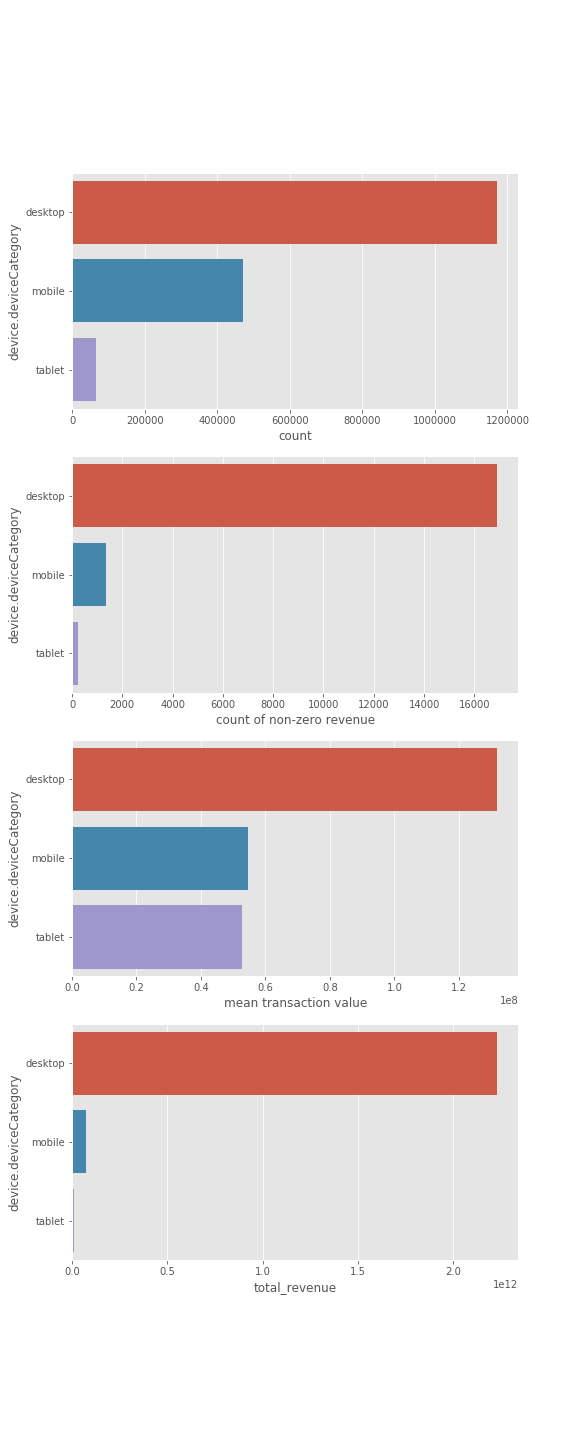 device.deviceCategory
desktop
mobile
tablet
0 200000 400000 600000 800000 1000000 1200000
count
device.deviceCategory
desktop
mobile
tablet
0 2000 4000 6000 8000 10000 12000 14000 16000
count of non-zero revenue
device.deviceCategory
desktop
mobile
tablet
0.0 0.2 0.4 0.6 0.8 1.0 1.2
1e8
mean transaction value
device.deviceCategory
desktop
mobile
tablet
0.0 0.5 1.0 1.5 2.0
1e12
total_revenue